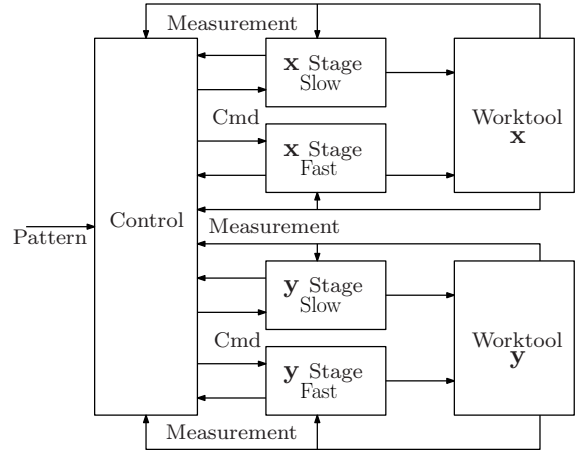 Measurement
x Stage
Slow
Worktool
x
Cmd
x Stage
Fast
Control
Pattern
Measurement
y Stage
Slow
Worktool
y
Cmd
y Stage
Fast
Measurement